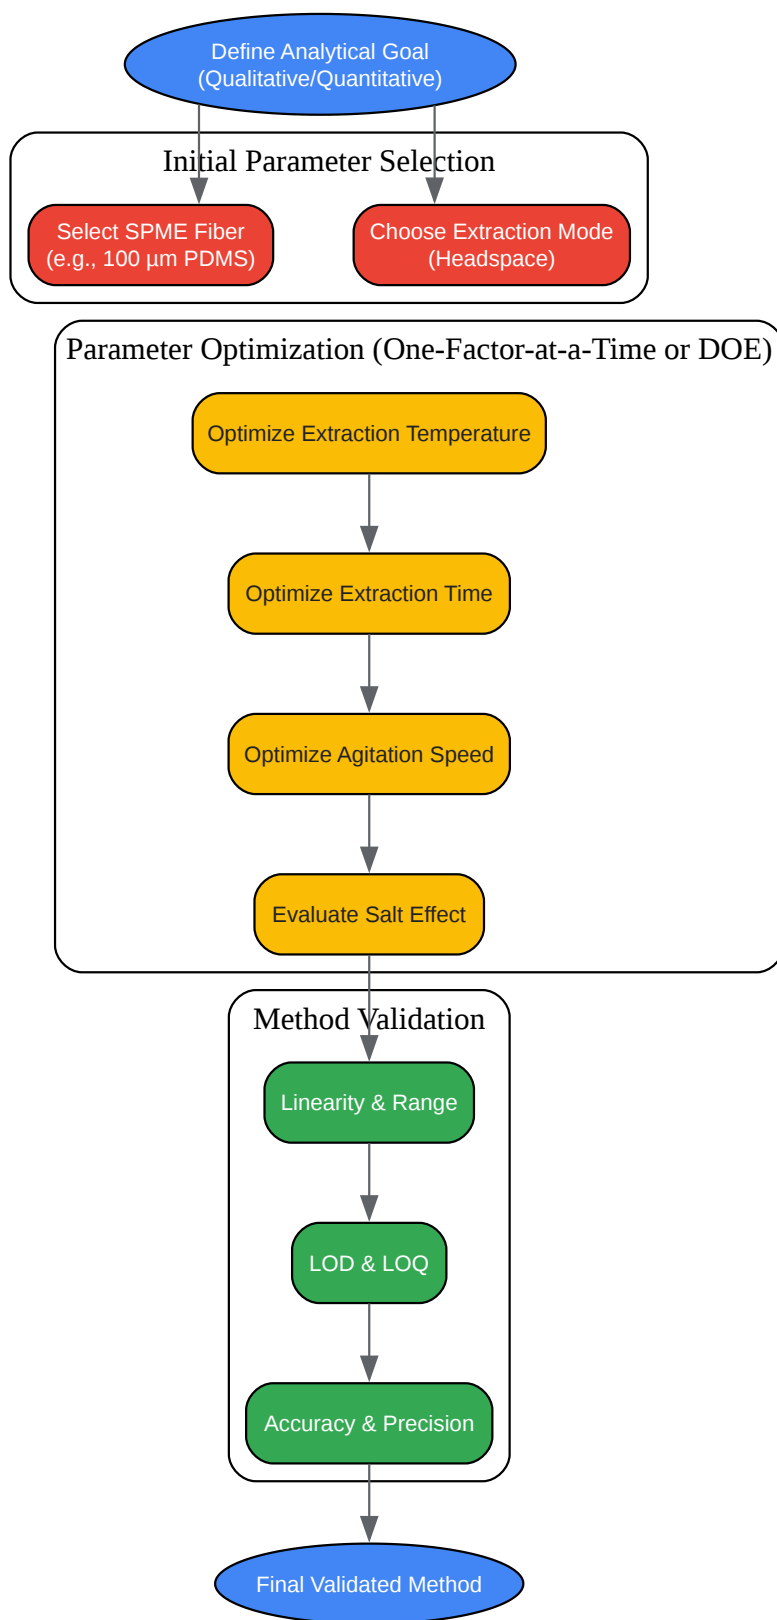 Define Analytical Goal
(Qualitative/Quantitative)
Initial Parameter Selection
Select SPME Fiber
(e.g., 100 µm PDMS)
Choose Extraction Mode
(Headspace)
Parameter Optimization (One-Factor-at-a-Time or DOE)
Optimize Extraction Temperature
Optimize Extraction Time
Optimize Agitation Speed
Evaluate Salt Effect
Method Validation
Linearity & Range
LOD & LOQ
Accuracy & Precision
Final Validated Method